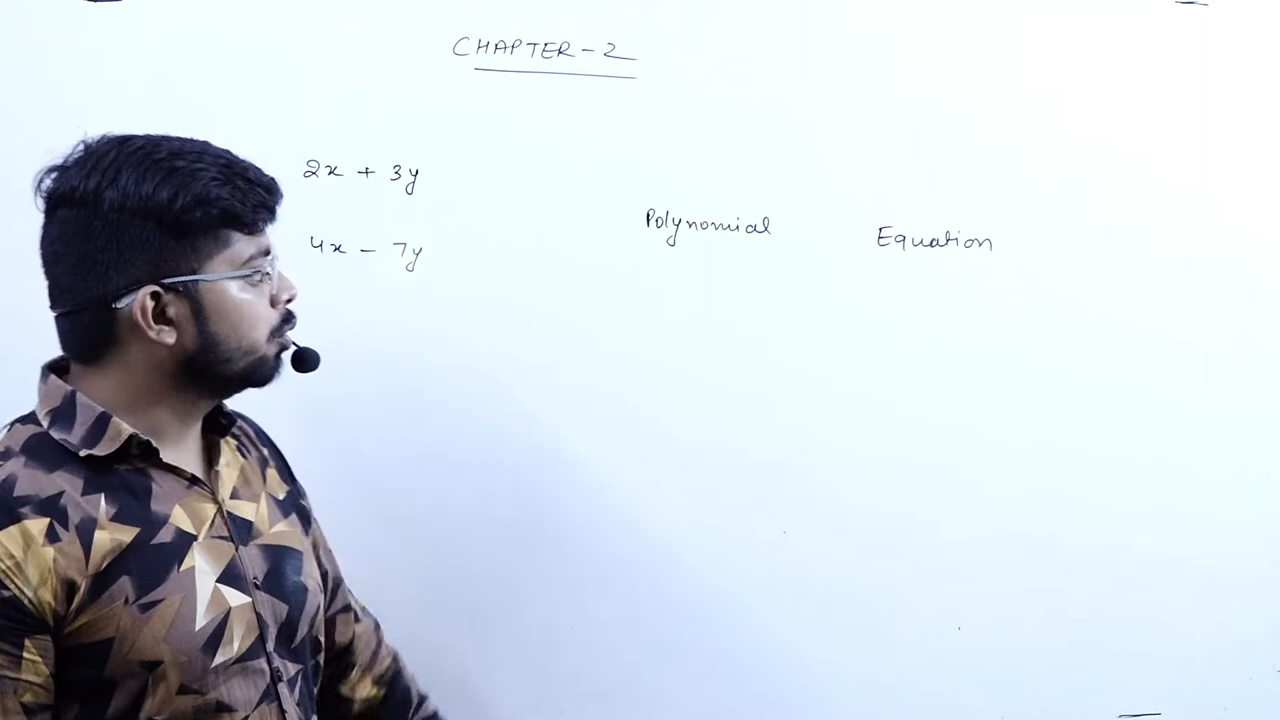 CHAPTER-2
2x + 3y
4x - 7y
Polynomial
Equation